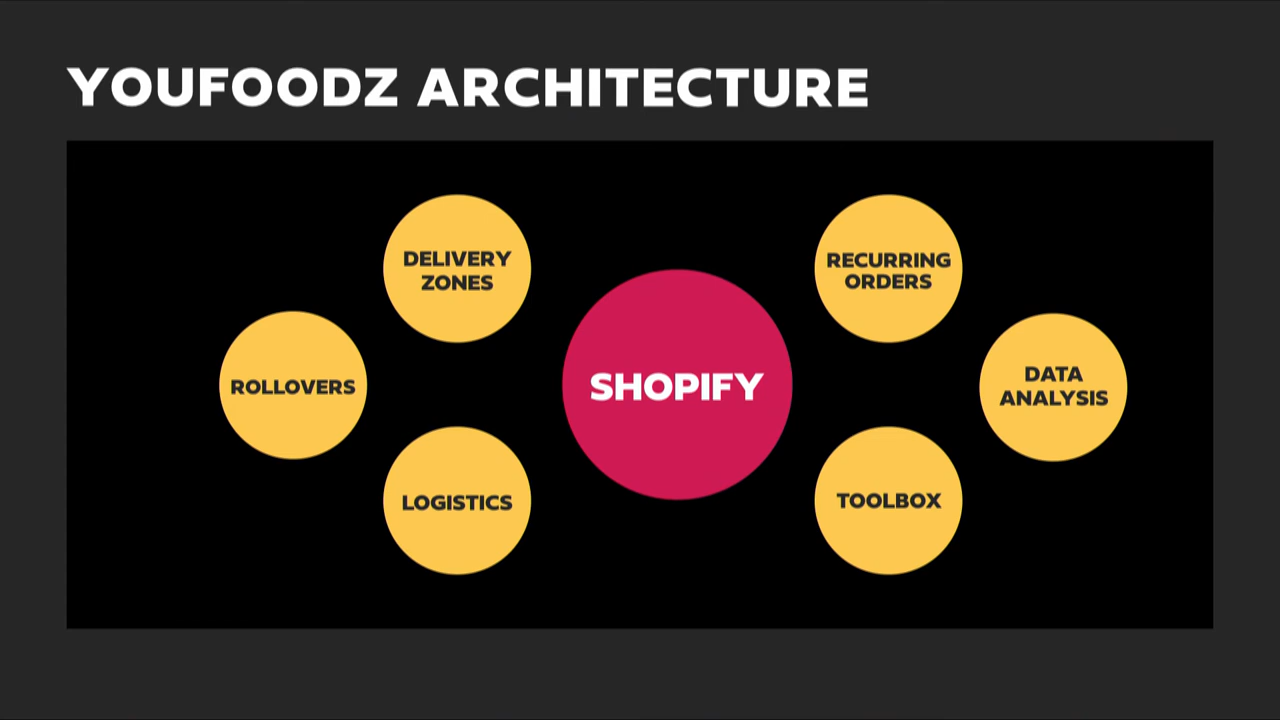 YOUFOODZ ARCHITECTURE
DELIVERY
ZONES
RECURRING
ORDERS
ROLLOVERS
SHOPIFY
DATA
ANALYSIS
LOGISTICS
TOOLBOX